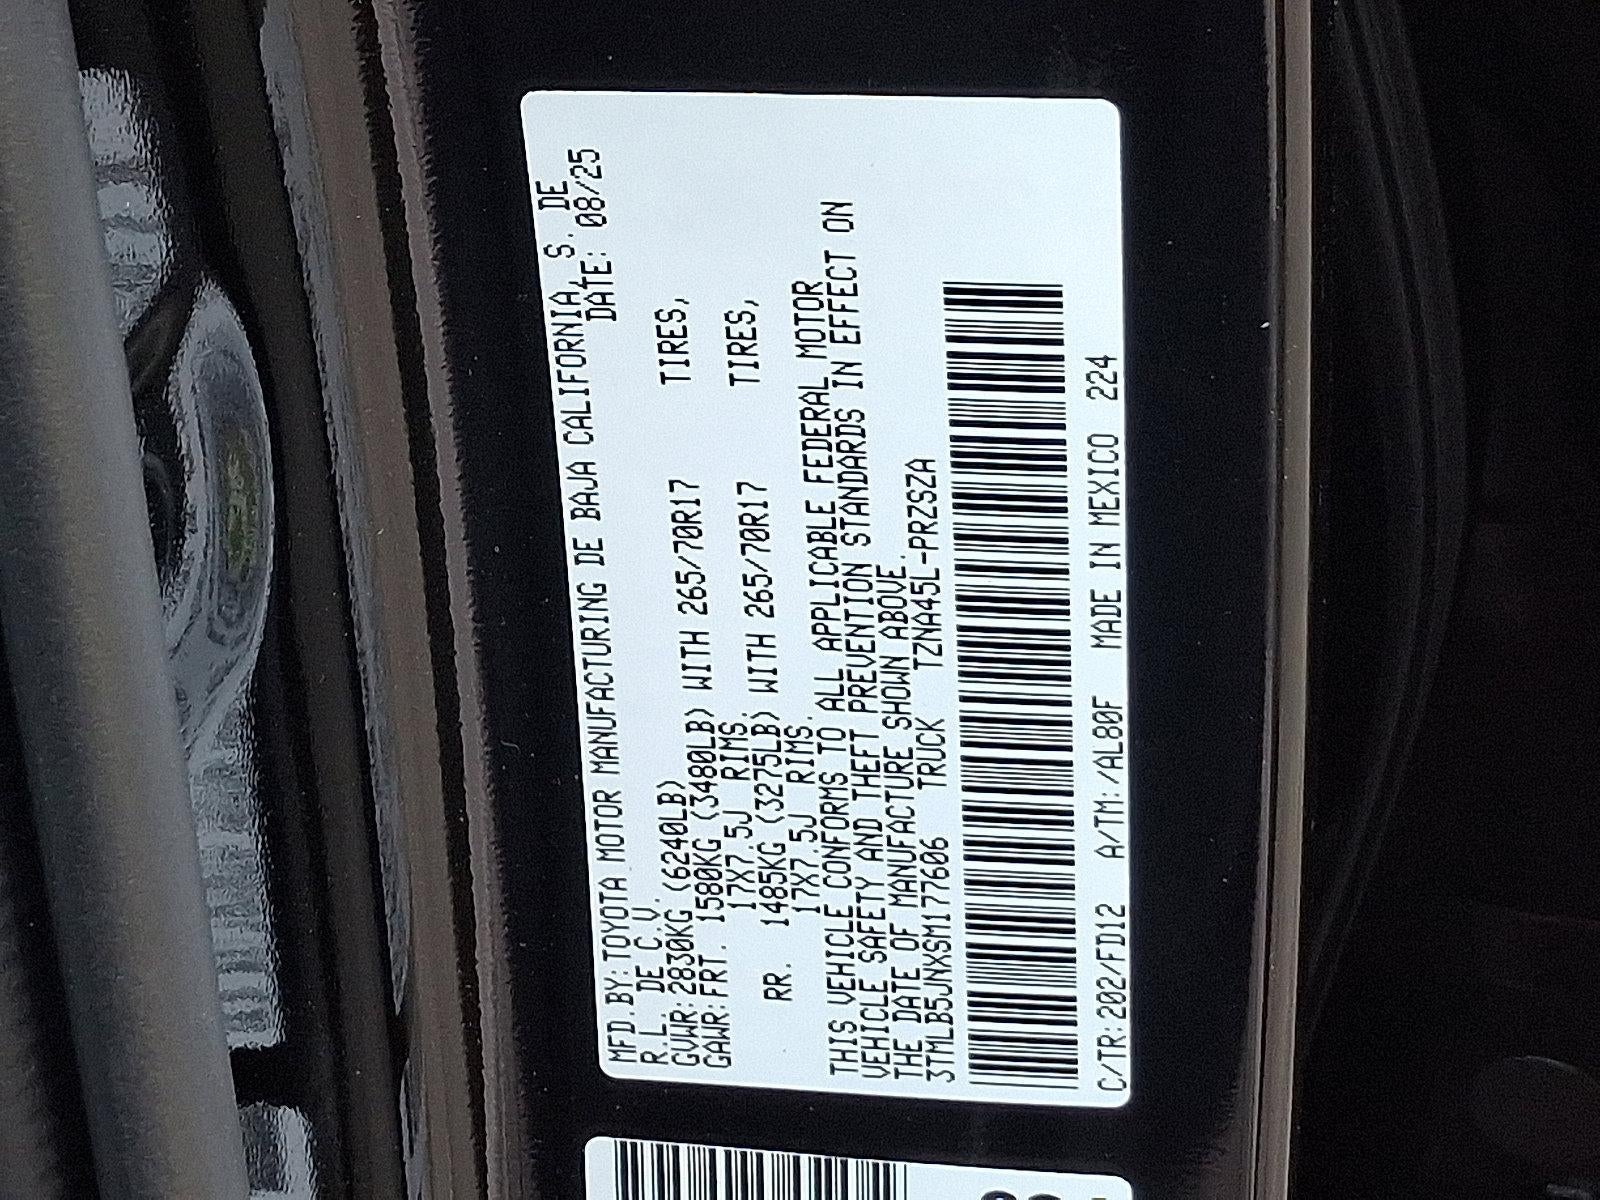 MFD.BY:TOYOTA MOTOR MANUFACTURING DE BAJA CALIFORNIA, S. DE
R.L. DE C.V. DATE: 08/25
GVWR:2830KG (6240LB)
GAWR:FRT. 1580KG (3480LB) WITH 265/70R17 TIRES,
17X7.5J RIMS.
RR. 1485KG (3275LB) WITH 265/70R17 TIRES,
17X7.5J RIMS.
THIS VEHICLE CONFORMS TO ALL APPLICABLE FEDERAL MOTOR
VEHICLE SAFETY AND THEFT PREVENTION STANDARDS IN EFFECT ON
THE DATE OF MANUFACTURE SHOWN ABOVE.
3TMLB5JNXSM177606 TRUCK TZNA45L-PRZSZA
C/TR:202/FD12 A/TM:/AL80F MADE IN MEXICO 224